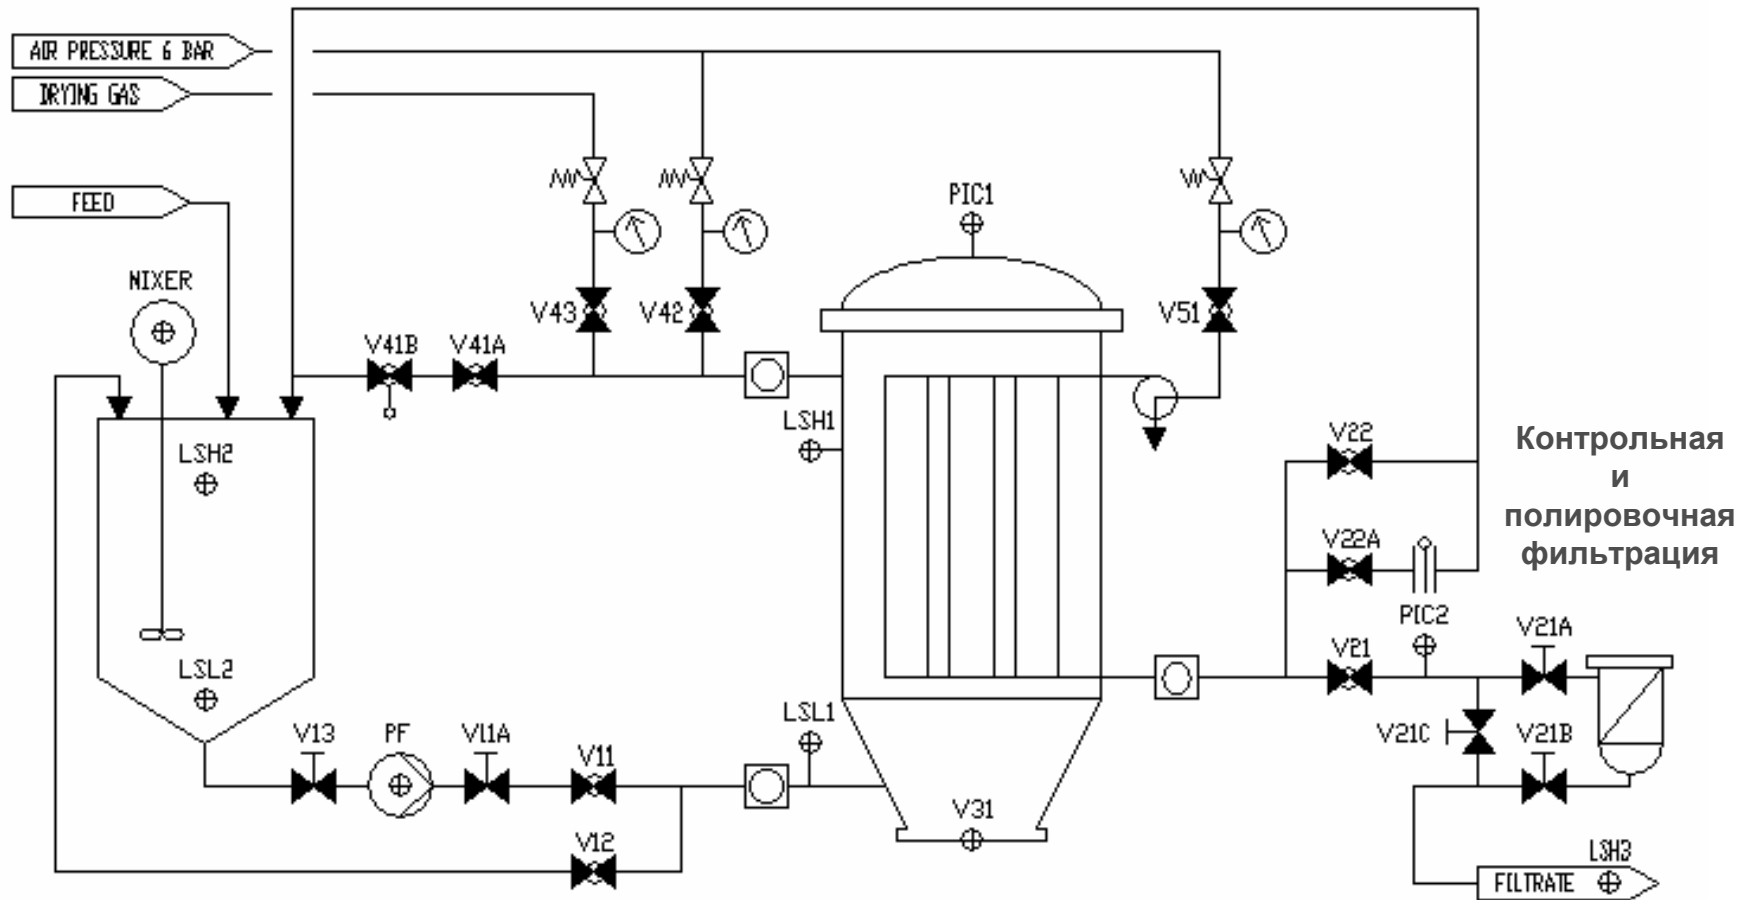 AIR PRESSURE 6 BAR
DRYING GAS
FEED
PIC1
MIXER
V43
V42
V51
V41B
V41A
LSH1
V22
Контрольная
и
полировочная
фильтрация
LSH2
V22A
PIC2
V21A
V21
LSL2
LSL1
V13
PF
V11A
V11
V21C
V21B
V31
V12
LSH3
FILTRATE